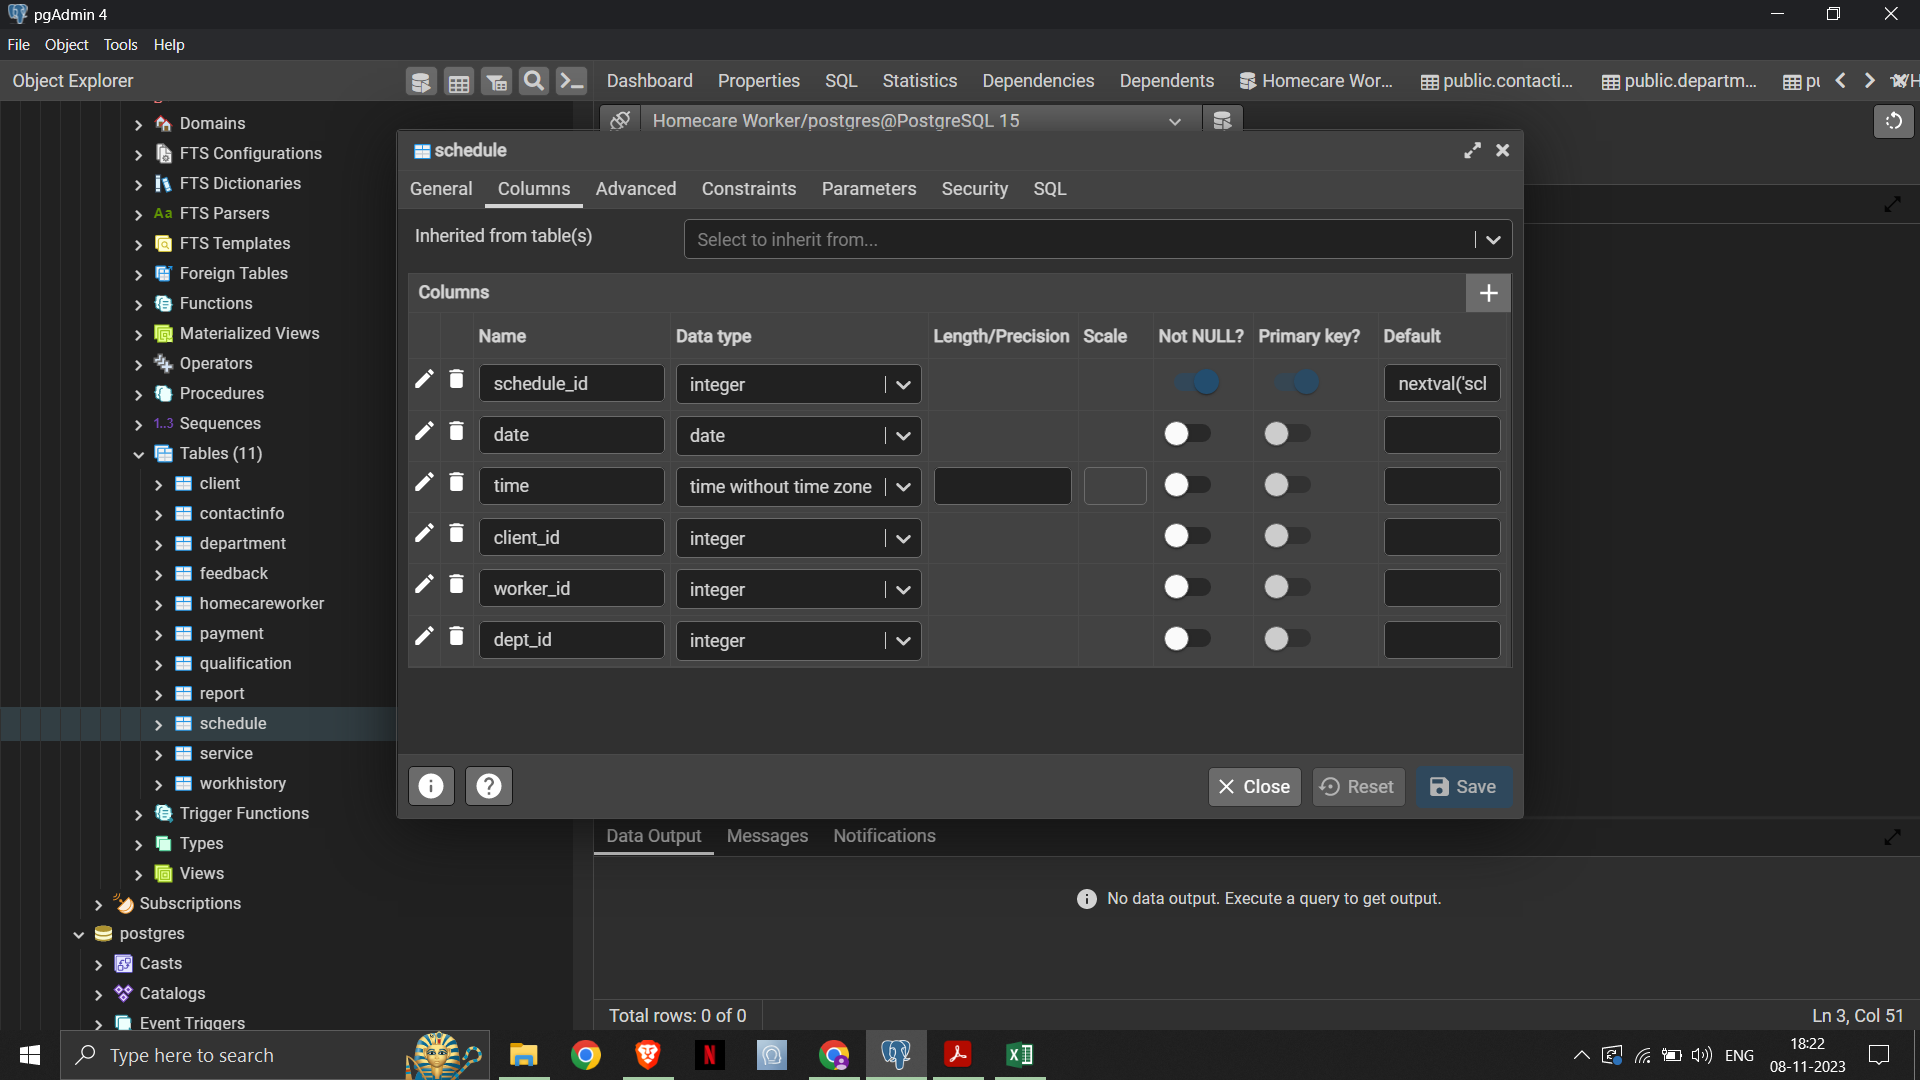 pgAdmin 4
File Object Tools Help
Object Explorer
Dashboard Properties SQL Statistics Dependencies Dependents Homecare Wor... public.contacti... public.departm...
Homecare Worker/postgres@PostgreSQL 15
Domains
FTS Configurations
FTS Dictionaries
Aa FTS Parsers
FTS Templates
Foreign Tables
Functions
Materialized Views
Operators
Procedures
1..3 Sequences
Tables (11)
client
contactinfo
department
feedback
homecareworker
payment
qualification
report
schedule
service
workhistory
Trigger Functions
Types
Views
Subscriptions
postgres
Casts
Catalogs
Event Triggers
schedule
General Columns Advanced Constraints Parameters Security SQL
Inherited from table(s) Select to inherit from...
Columns
Name Data type Length/Precision Scale Not NULL? Primary key? Default
schedule_id integer nextval('scl
date date
time time without time zone
client_id integer
worker_id integer
dept_id integer
Close Reset Save
Data Output Messages Notifications
No data output. Execute a query to get output.
Total rows: 0 of 0 Ln 3, Col 51
Type here to search
ENG
18:22
08-11-2023